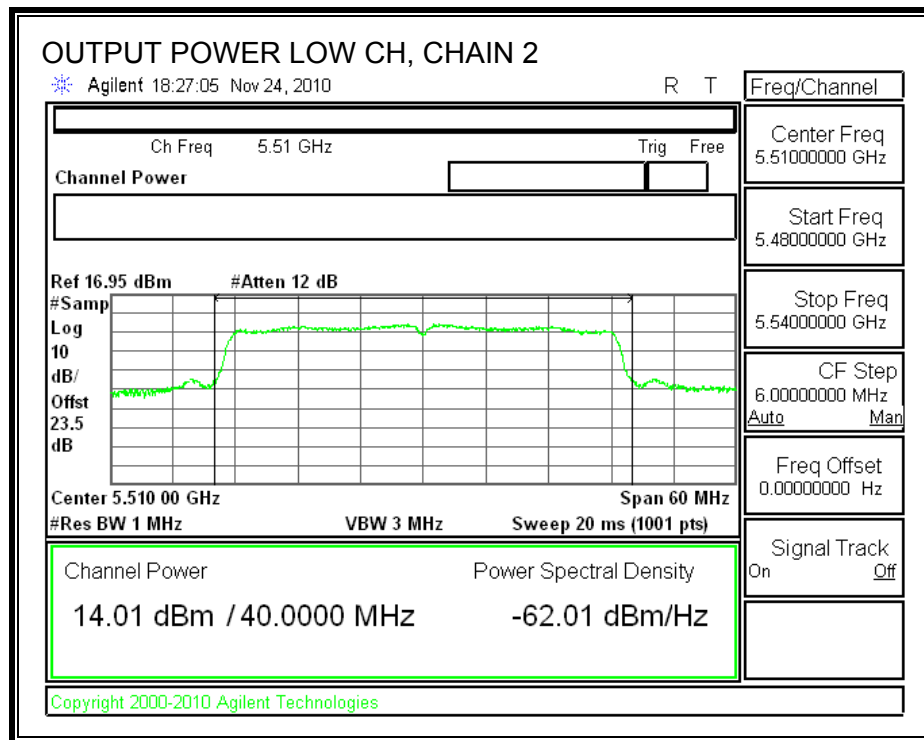 OUTPUT POWER LOW CH, CHAIN 2
Agilent 18:27:05 Nov 24, 2010 R T
Freq/Channel
Ch Freq 5.51 GHz Trig Free
Channel Power
Center Freq
5.51000000 GHz
Start Freq
5.48000000 GHz
Stop Freq
5.54000000 GHz
CF Step
6.00000000 MHz
Auto Man
Freq Offset
0.00000000 Hz
Signal Track
On Off
Ref 16.95 dBm #Atten 12 dB
#Samp
Log
10
dB/
Offst
23.5
dB
Center 5.510 00 GHz Span 60 MHz
#Res BW 1 MHz VBW 3 MHz Sweep 20 ms (1001 pts)
Channel Power Power Spectral Density
14.01 dBm / 40.0000 MHz -62.01 dBm/Hz
Copyright 2000-2010 Agilent Technologies